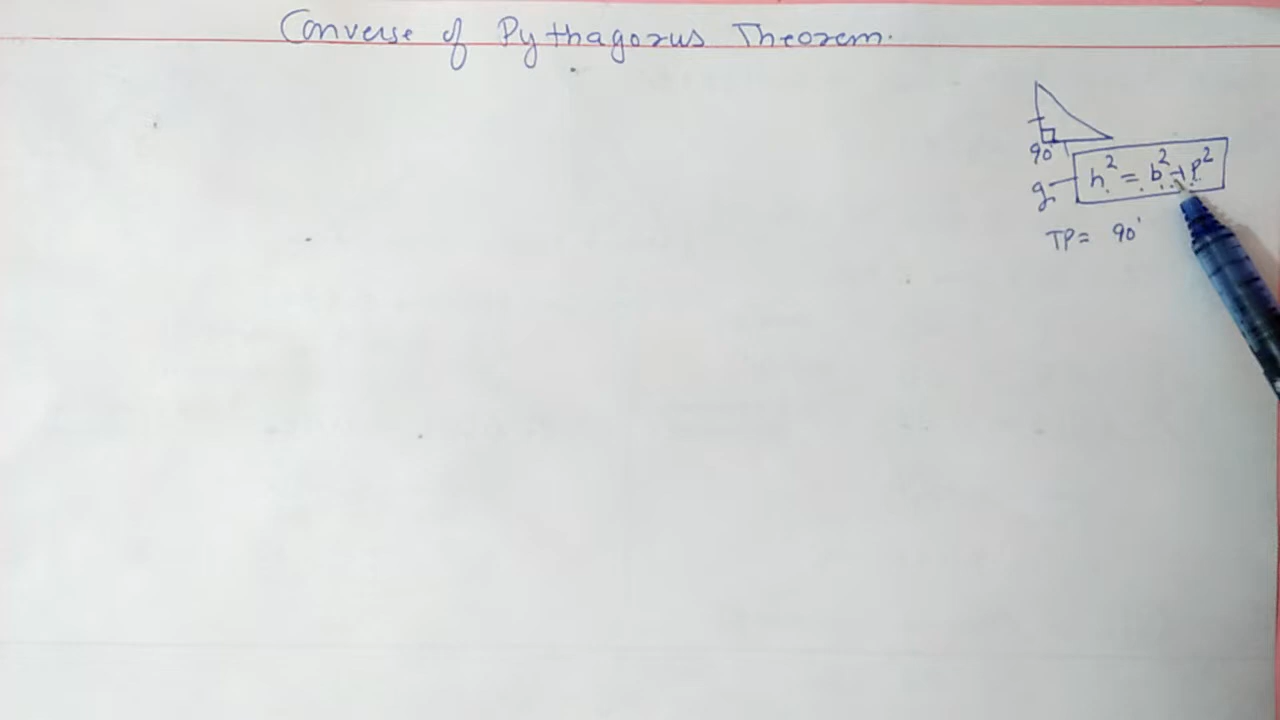 Converse of Pythagorus Theorem.
90°
g h² = b² + p²
TP = 90°